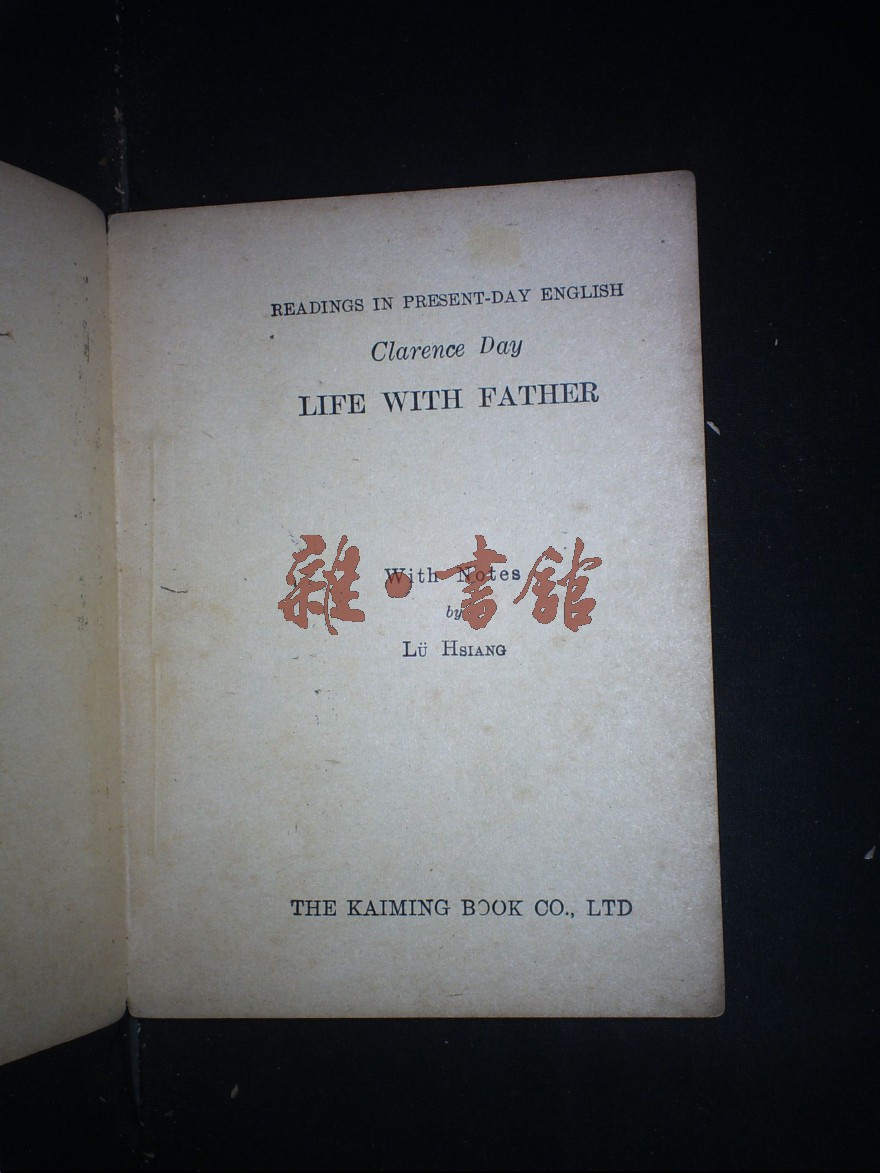 READINGS IN PRESENT-DAY ENGLISH
Clarence Day
LIFE WITH FATHER
With Notes
雜·書館
by
LÜ HSIANG
THE KAIMING BOOK CO., LTD